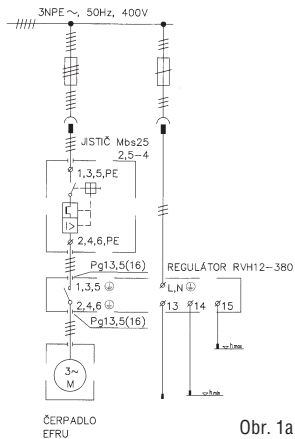 3NPE ~, 50Hz, 400V
JISTIČ Mbs25
2,5-4
1,3,5,PE
I>
2,4,6,PE
Pg13,5(16)
REGULÁTOR RVH12-380
1,3,5
L,N
2,4,6
13
14
15
Pg13,5(16)
h max
3~
M
h min
ČERPADLO
EFRU
Obr. 1a